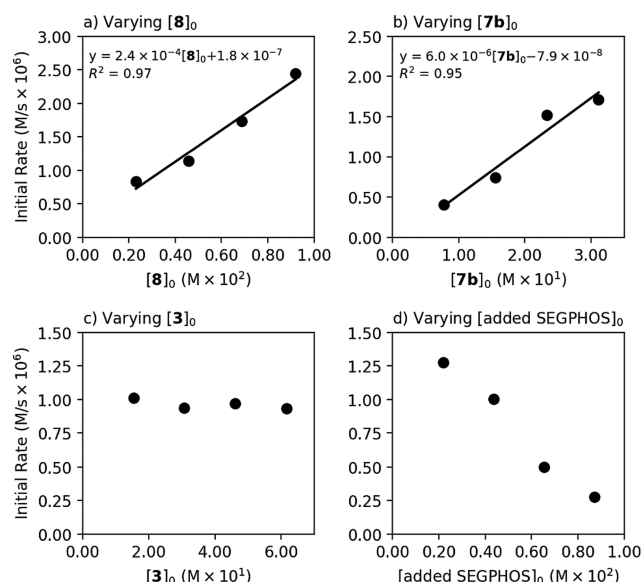 a) Varying [8]₀
b) Varying [7b]₀
3.00
2.50
2.00
1.50
1.00
0.50
0.00
Initial Rate (M/s × 10⁶)
y = 2.4 × 10⁻⁴[8]₀+1.8 × 10⁻⁷
R² = 0.97
0.00 0.20 0.40 0.60 0.80 1.00
[8]₀ (M × 10²)
2.50
2.00
1.50
1.00
0.50
0.00
y = 6.0 × 10⁻⁶[7b]₀−7.9 × 10⁻⁸
R² = 0.95
0.00 1.00 2.00 3.00
[7b]₀ (M × 10¹)
c) Varying [3]₀
d) Varying [added SEGPHOS]₀
1.50
1.25
1.00
0.75
0.50
0.25
0.00
Initial Rate (M/s × 10⁶)
0.00 2.00 4.00 6.00
[3]₀ (M × 10¹)
1.50
1.25
1.00
0.75
0.50
0.25
0.00
0.00 0.20 0.40 0.60 0.80 1.00
[added SEGPHOS]₀ (M × 10²)